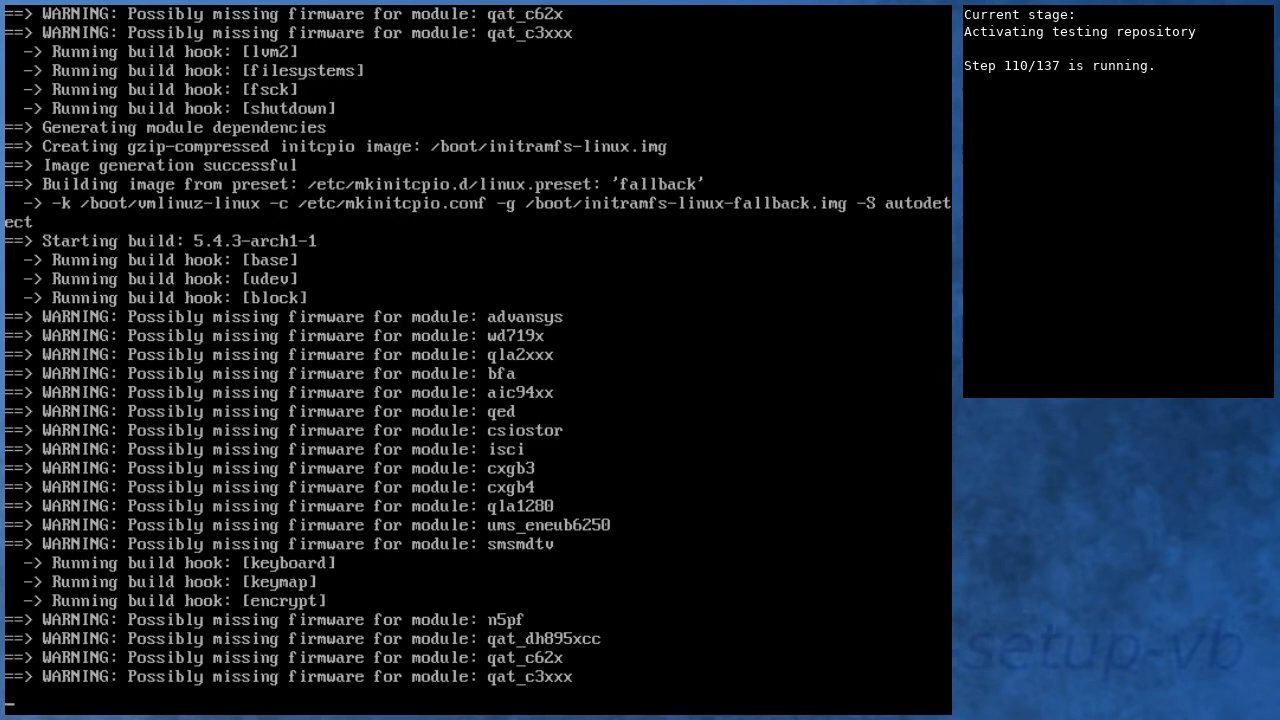 ==> WARNING: Possibly missing firmware for module: qat_c62x
==> WARNING: Possibly missing firmware for module: qat_c3xxx
  -> Running build hook: [lvm2]
  -> Running build hook: [filesystems]
  -> Running build hook: [fsck]
  -> Running build hook: [shutdown]
==> Generating module dependencies
==> Creating gzip-compressed initcpio image: /boot/initramfs-linux.img
==> Image generation successful
==> Building image from preset: /etc/mkinitcpio.d/linux.preset: 'fallback'
  -> -k /boot/vmlinuz-linux -c /etc/mkinitcpio.conf -g /boot/initramfs-linux-fallback.img -S autodet
ect
==> Starting build: 5.4.3-arch1-1
  -> Running build hook: [base]
  -> Running build hook: [udev]
  -> Running build hook: [block]
==> WARNING: Possibly missing firmware for module: advansys
==> WARNING: Possibly missing firmware for module: wd719x
==> WARNING: Possibly missing firmware for module: qla2xxx
==> WARNING: Possibly missing firmware for module: bfa
==> WARNING: Possibly missing firmware for module: aic94xx
==> WARNING: Possibly missing firmware for module: qed
==> WARNING: Possibly missing firmware for module: csiostor
==> WARNING: Possibly missing firmware for module: isci
==> WARNING: Possibly missing firmware for module: cxgb3
==> WARNING: Possibly missing firmware for module: cxgb4
==> WARNING: Possibly missing firmware for module: qla1280
==> WARNING: Possibly missing firmware for module: ums_eneub6250
==> WARNING: Possibly missing firmware for module: smsmdtv
  -> Running build hook: [keyboard]
  -> Running build hook: [keymap]
  -> Running build hook: [encrypt]
==> WARNING: Possibly missing firmware for module: n5pf
==> WARNING: Possibly missing firmware for module: qat_dh895xcc
==> WARNING: Possibly missing firmware for module: qat_c62x
==> WARNING: Possibly missing firmware for module: qat_c3xxx
Current stage:
Activating testing repository
Step 110/137 is running.
setup-vb